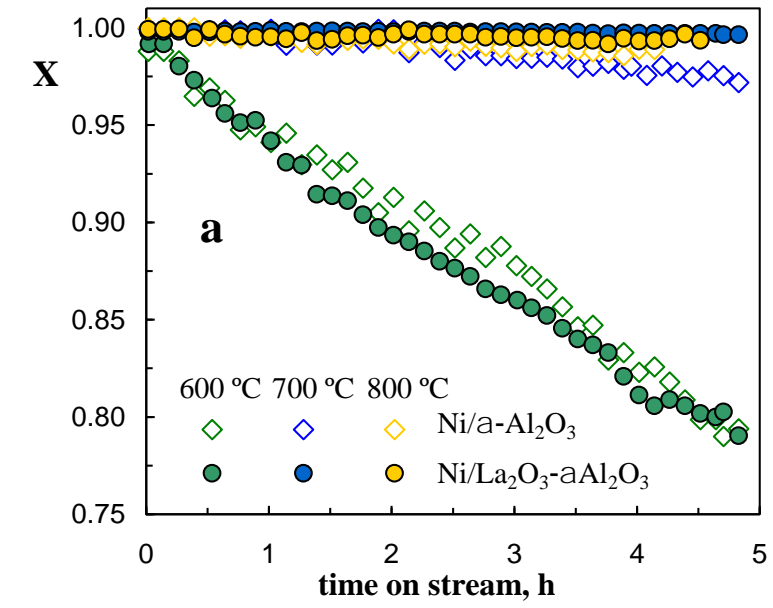 1.00
X
0.95
0.90
a
0.85
600 ºC 700 ºC 800 ºC
Ni/a-Al₂O₃
0.80
Ni/La₂O₃-aAl₂O₃
0.75
0 1 2 3 4 5
time on stream, h